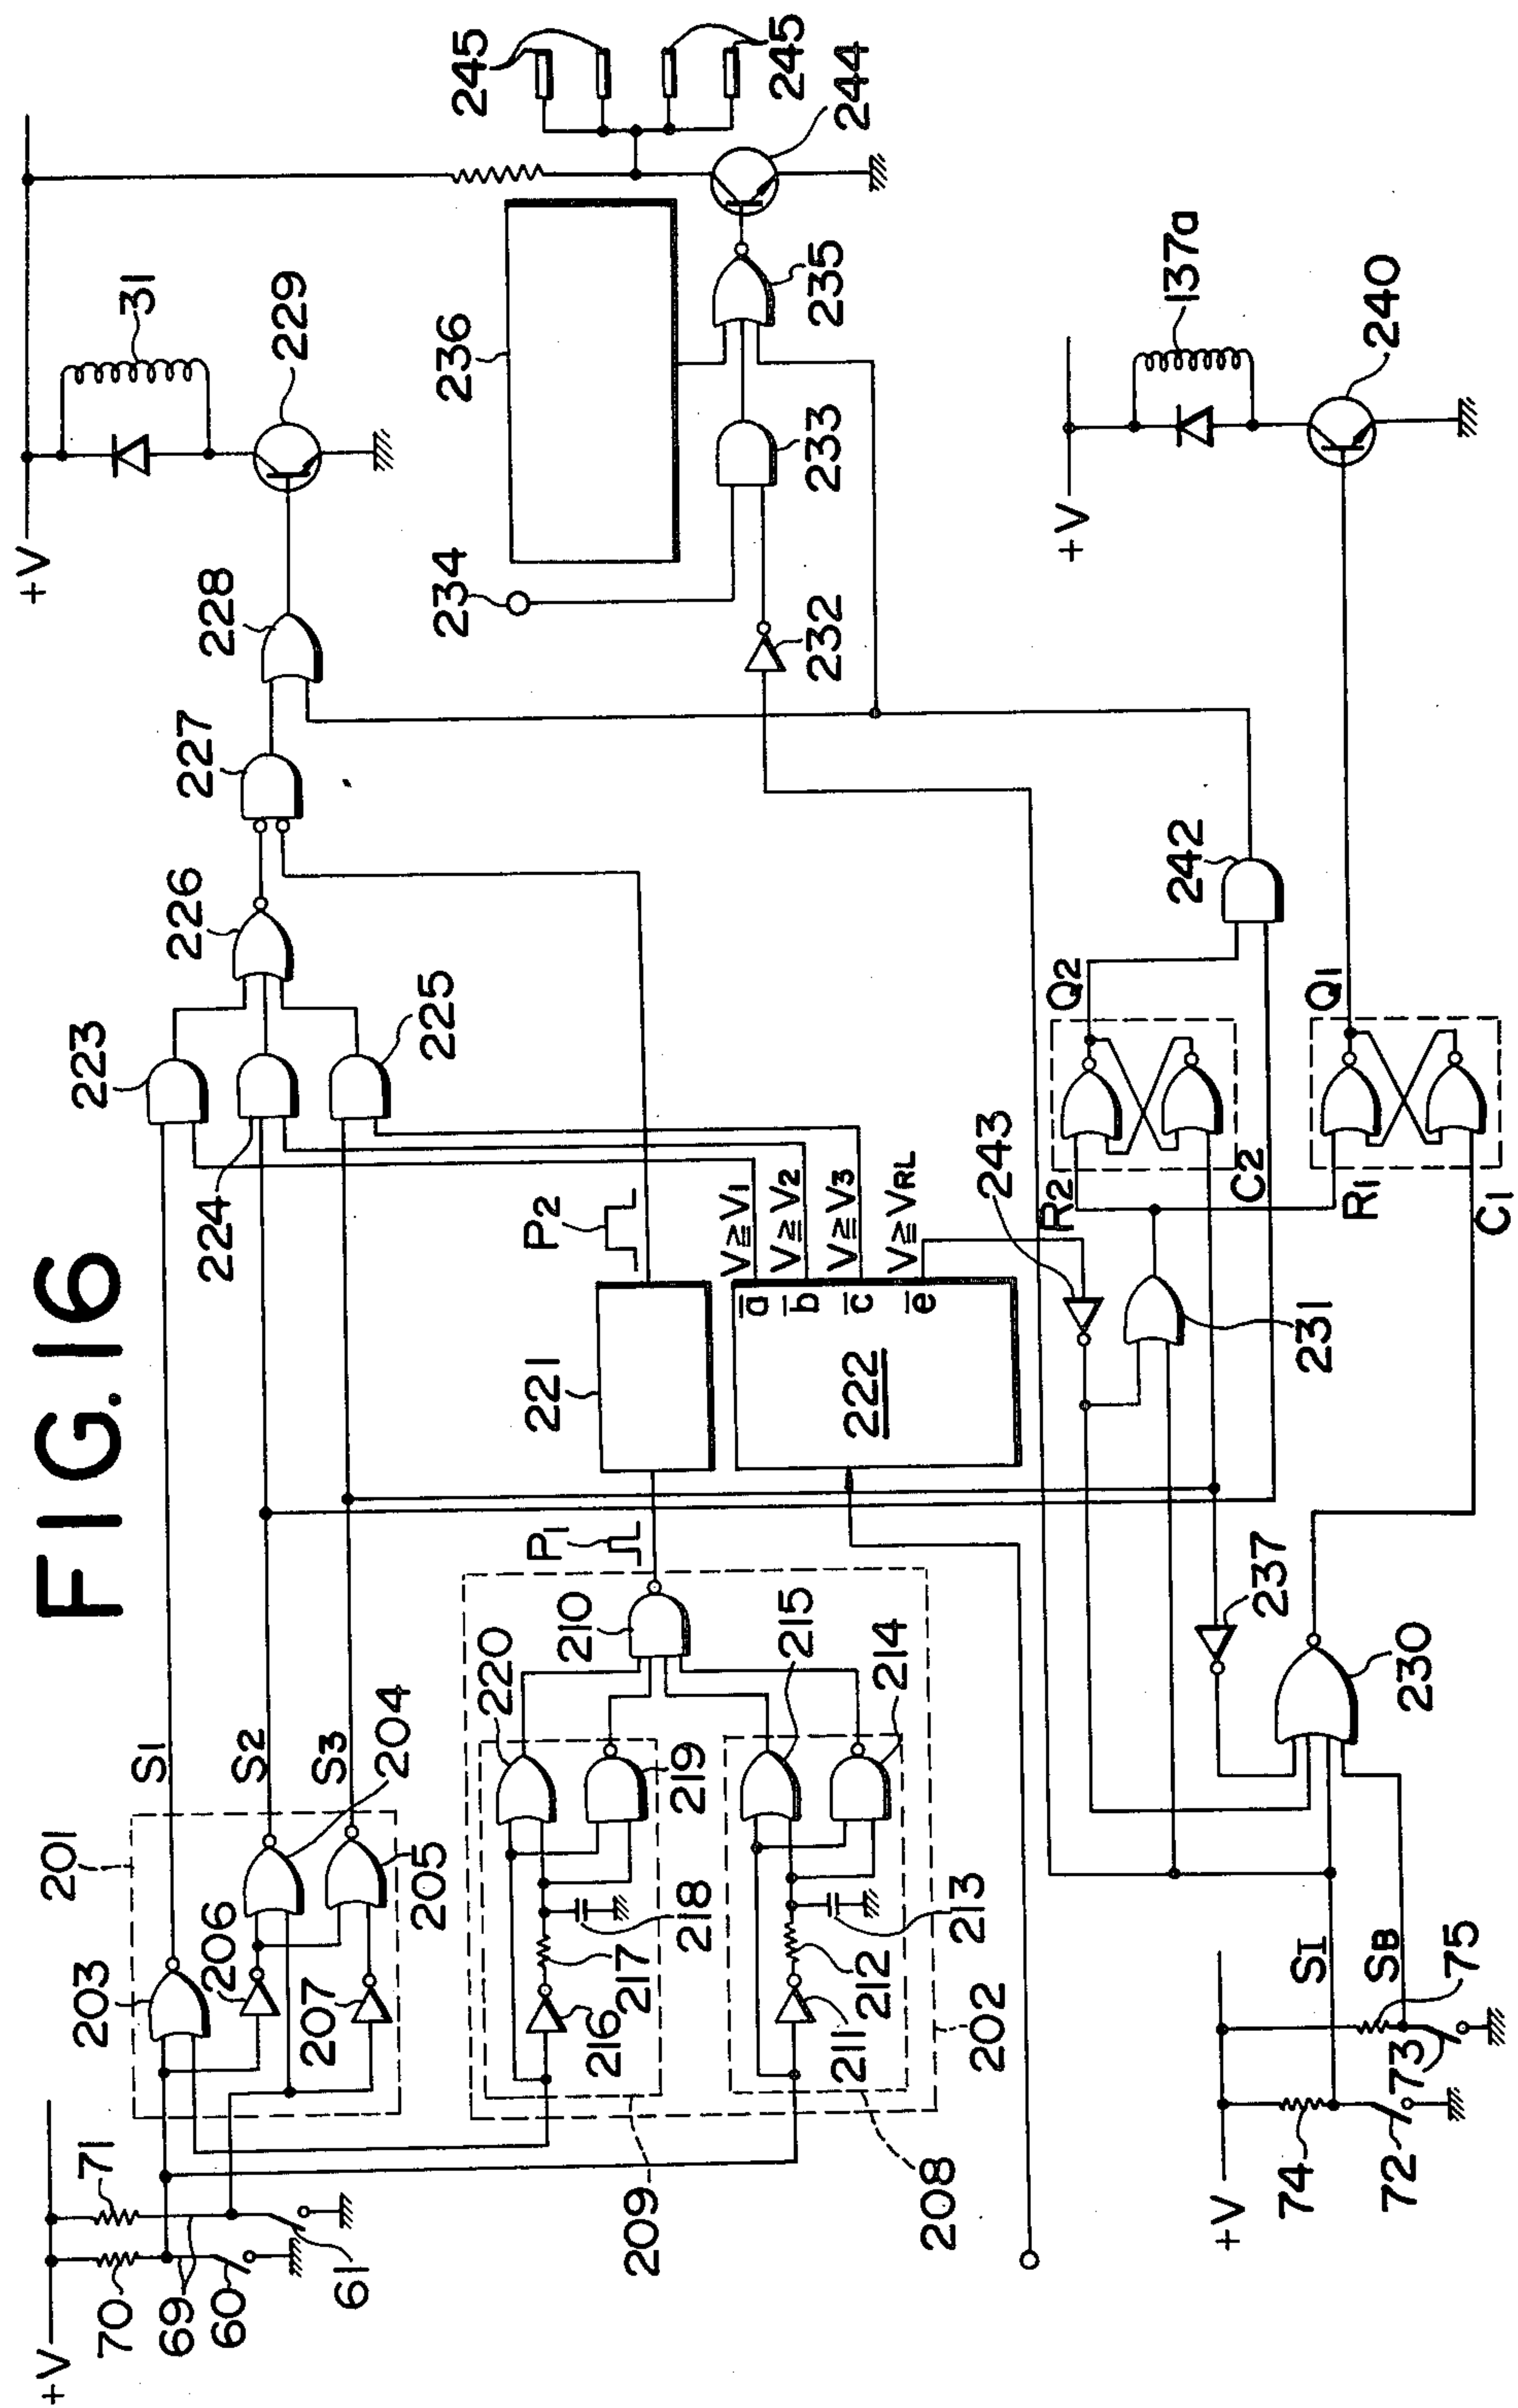 FIG. 16
+V
70
71
69
60
61
201
203
206
207
204
205
S1
S2
S3
223
224
225
226
227
228
229
31
+V
209
208
202
216
217
218
219
220
211
212
213
214
215
210
P1
221
P2
222
a
b
c
e
V≧V1
V≧V2
V≧V3
V≧VRL
236
234
232
233
235
244
245
245
+V
74
72
73
75
SI
SB
230
237
231
243
R2
C2
Q2
R1
C1
Q1
242
240
137a
+V